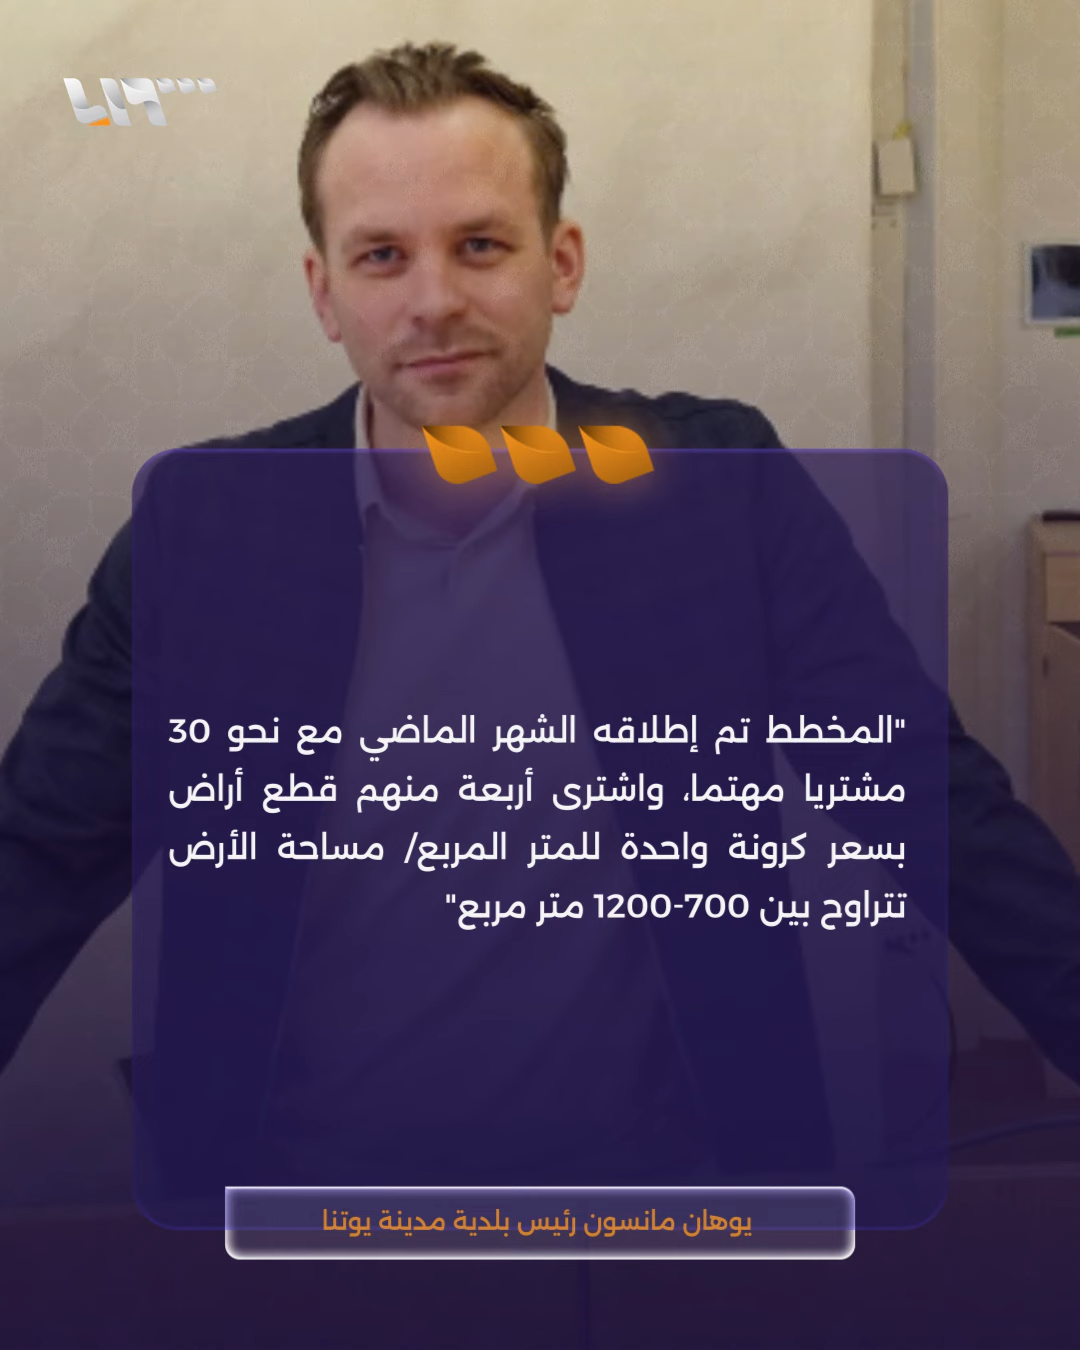 "المخطط تم إطلاقه الشهر الماضي مع نحو 30
مشتريا مهتما، واشترى أربعة منهم قطع أراض
بسعر كرونة واحدة للمتر المربع/ مساحة الأرض
تتراوح بين 700-1200 متر مربع"
يوهان مانسون رئيس بلدية مدينة يوتنا